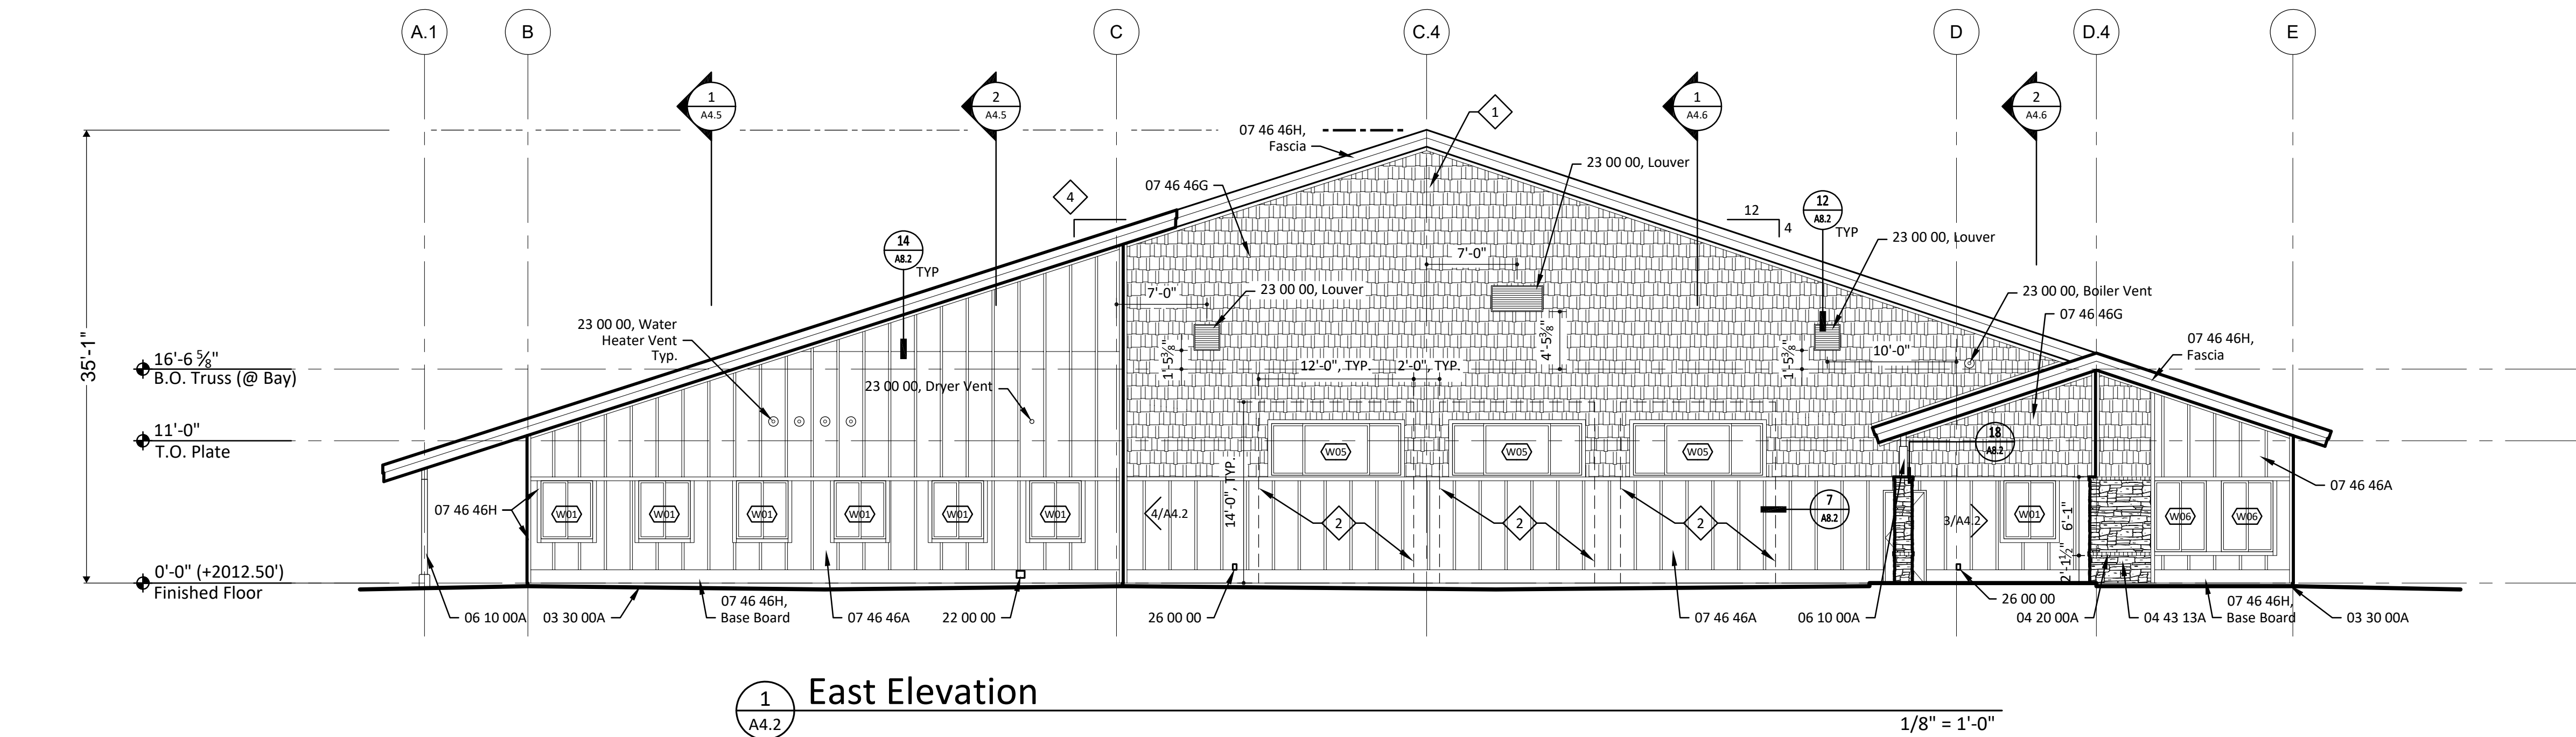 A.1
B
C
C.4
D
D.4
E
1
A4.5
2
A4.5
1
A4.6
2
A4.6
35'-1"
07 46 46H,
Fascia
1
23 00 00, Louver
07 46 46G
4
12
4
12
A8.2
TYP
23 00 00, Louver
14
A8.2
TYP
7'-0"
7'-0"
23 00 00, Louver
23 00 00, Boiler Vent
07 46 46G
23 00 00, Water
Heater Vent
Typ.
07 46 46H,
Fascia
16'-6 5/8"
B.O. Truss (@ Bay)
1'-5 3/8"
4'-5 3/8"
1'-5 3/8"
10'-0"
12'-0", TYP.
2'-0", TYP.
23 00 00, Dryer Vent
11'-0"
T.O. Plate
W05
W05
W05
18
A8.2
07 46 46A
07 46 46H
W01
W01
W01
W01
W01
W01
4/A4.2
14'-0", TYP.
2
2
2
7
A8.2
3/A4.2
W01
6'-1"
2'-1 1/2"
W06
W06
0'-0" (+2012.50')
Finished Floor
06 10 00A
03 30 00A
07 46 46H,
Base Board
07 46 46A
22 00 00
26 00 00
07 46 46A
06 10 00A
26 00 00
04 20 00A
04 43 13A
07 46 46H,
Base Board
03 30 00A
1
A4.2
East Elevation
1/8" = 1'-0"